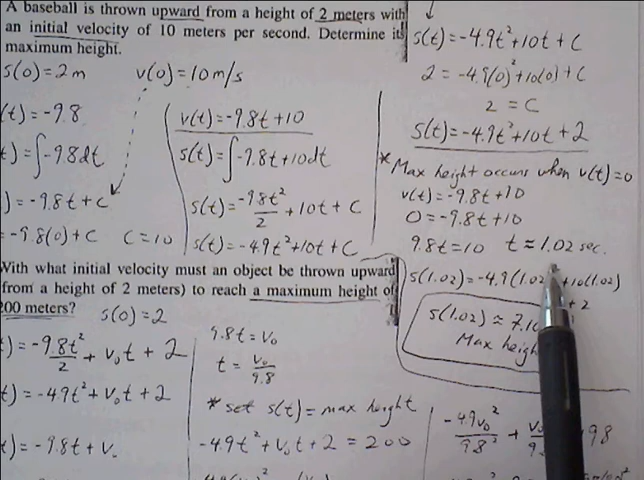 A baseball is thrown upward from a height of 2 meters with
an initial velocity of 10 meters per second. Determine its
maximum height.
s(0)=2m v(0)=10m/s
(t)=-9.8
t)=∫-9.8dt
)=-9.8t+C
=-9.8(0)+C C=10
v(t)=-9.8t+10
s(t)=∫-9.8t+10dt
s(t)=-9.8t²/2+10t+C
s(t)=-4.9t²+10t+C
s(t)=-4.9t²+10t+C
2=-4.9(0)²+10(0)+C
2=C
s(t)=-4.9t²+10t+2
*Max height occurs when v(t)=0
v(t)=-9.8t+10
0=-9.8t+10
9.8t=10 t≈1.02 sec.
s(1.02)=-4.9(1.02 +10(1.02)
+2
s(1.02)≈7.10
Max heigh
With what initial velocity must an object be thrown upward
from a height of 2 meters) to reach a maximum height of
200 meters? s(0)=2
t)=-9.8t²/2+v₀t+2
t)=-4.9t²+v₀t+2
t)=-9.8t+v₀
9.8t=v₀
t=v₀/9.8
*set s(t)=max height
-4.9t²+v₀t+2=200
-4.9v₀²/9.8²+ 98